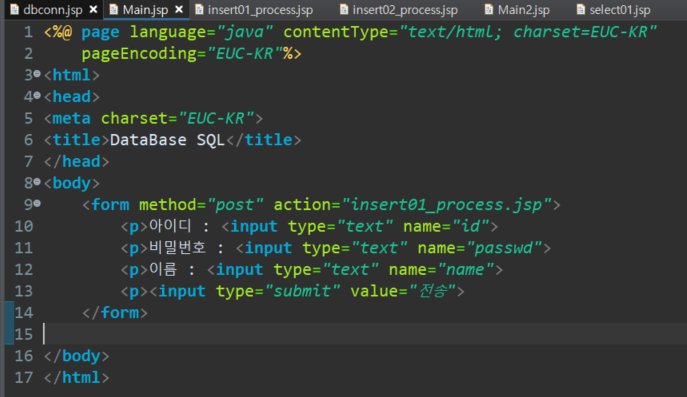 dbconn.jsp Main.jsp insert01_process.jsp insert02_process.jsp Main2.jsp select01.jsp
1 <%@ page language="java" contentType="text/html; charset=EUC-KR"
2 pageEncoding="EUC-KR"%>
3 <html>
4 <head>
5 <meta charset="EUC-KR">
6 <title>DataBase SQL</title>
7 </head>
8 <body>
9 <form method="post" action="insert01_process.jsp">
10 <p>아이디 : <input type="text" name="id">
11 <p>비밀번호 : <input type="text" name="passwd">
12 <p>이름 : <input type="text" name="name">
13 <p><input type="submit" value="전송">
14 </form>
15
16 </body>
17 </html>